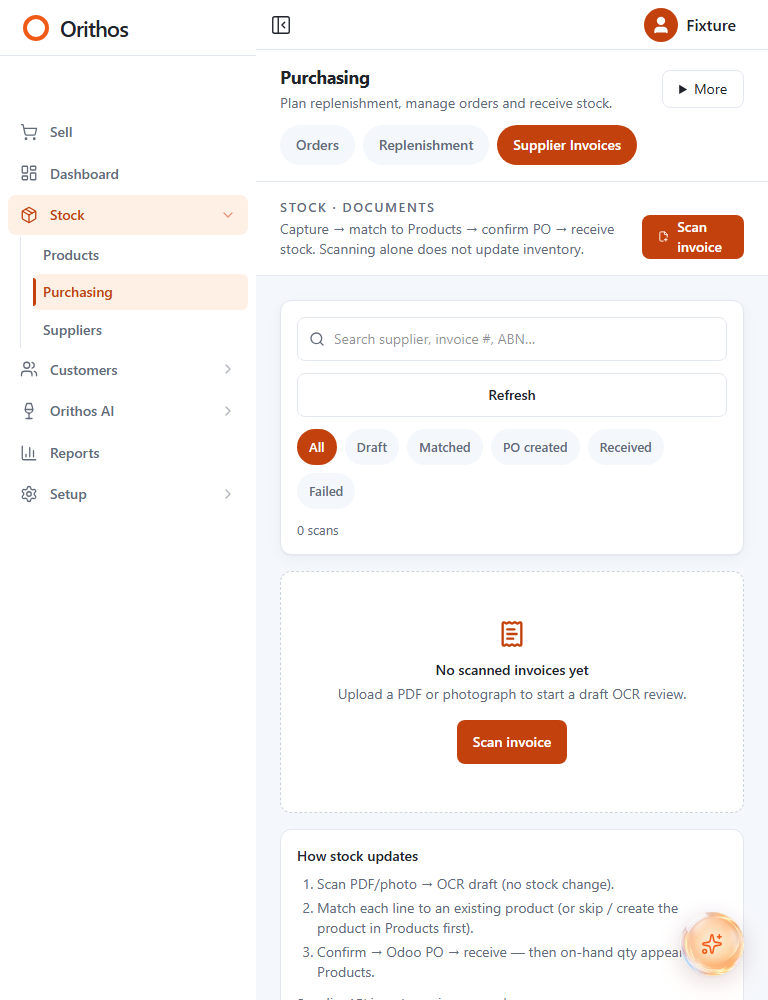 Orithos
Fixture
Sell
Dashboard
Stock
Products
Purchasing
Suppliers
Customers
Orithos AI
Reports
Setup
Purchasing
Plan replenishment, manage orders and receive stock.
More
Orders
Replenishment
Supplier Invoices
STOCK · DOCUMENTS
Capture → match to Products → confirm PO → receive
stock. Scanning alone does not update inventory.
Scan
invoice
Search supplier, invoice #, ABN...
Refresh
All
Draft
Matched
PO created
Received
Failed
0 scans
No scanned invoices yet
Upload a PDF or photograph to start a draft OCR review.
Scan invoice
How stock updates
1. Scan PDF/photo → OCR draft (no stock change).
2. Match each line to an existing product (or skip / create the
product in Products first).
3. Confirm → Odoo PO → receive — then on-hand qty appear
Products.